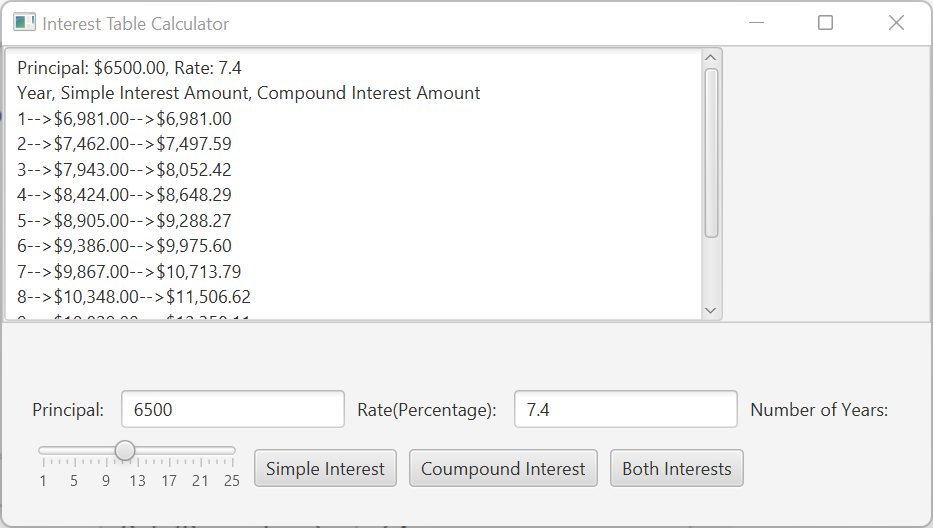 Interest Table Calculator
Principal: $6500.00, Rate: 7.4
Year, Simple Interest Amount, Compound Interest Amount
1-->$6,981.00-->$6,981.00
2-->$7,462.00-->$7,497.59
3-->$7,943.00-->$8,052.42
4-->$8,424.00-->$8,648.29
5-->$8,905.00-->$9,288.27
6-->$9,386.00-->$9,975.60
7-->$9,867.00-->$10,713.79
8-->$10,348.00-->$11,506.62
Principal: 6500 Rate(Percentage): 7.4 Number of Years:
Simple Interest Coumpound Interest Both Interests
1 5 9 13 17 21 25